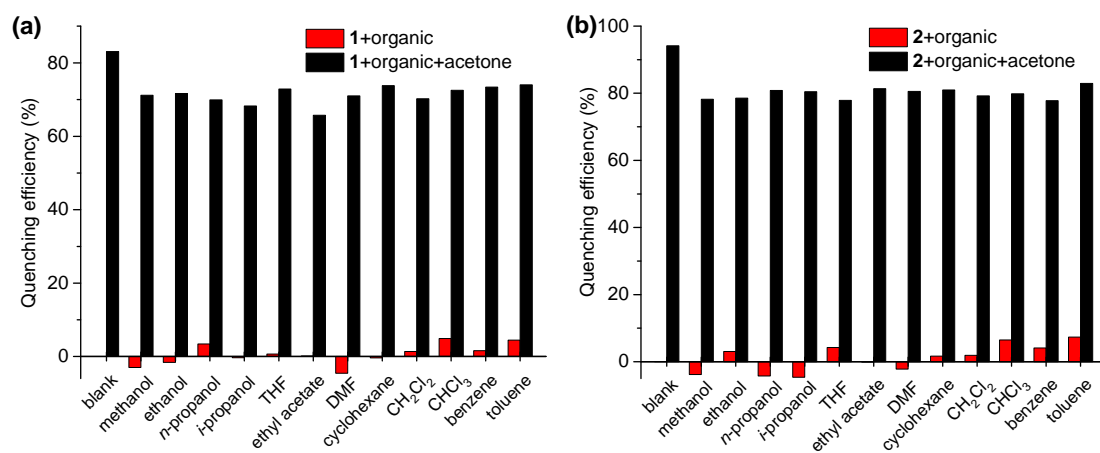 (a)
1+organic
1+organic+acetone
Quenching efficiency (%)
80
60
40
20
0
blank
methanol
ethanol
n-propanol
i-propanol
THF
ethyl acetate
DMF
cyclohexane
CH2Cl2
CHCl3
benzene
toluene
(b)
2+organic
2+organic+acetone
Quenching efficiency (%)
100
80
60
40
20
0
blank
methanol
ethanol
n-propanol
i-propanol
THF
ethyl acetate
DMF
cyclohexane
CH2Cl2
CHCl3
benzene
toluene